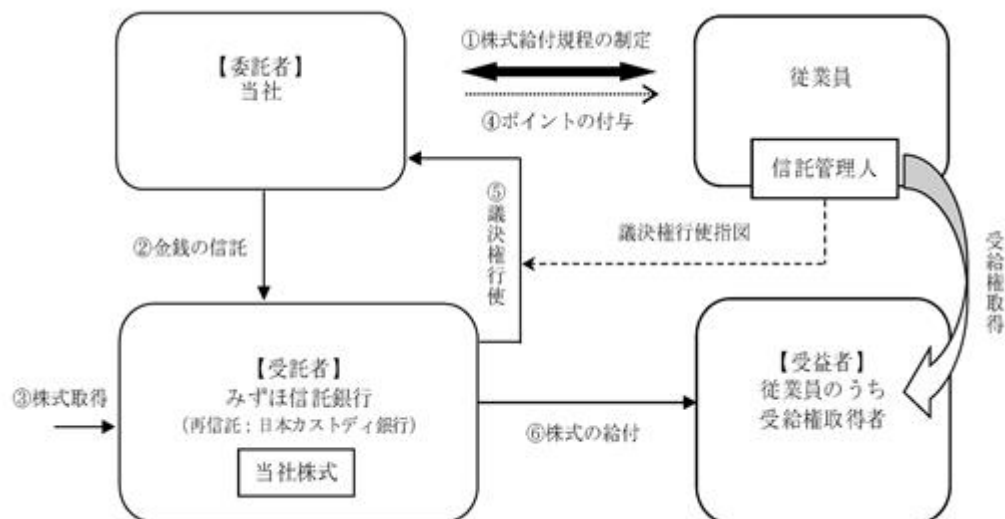 ①株式給付規程の制定
【委託者】
当社
従業員
④ポイントの付与
信託管理人
⑤議決権行使
②金銭の信託
議決権行使指図
受給権取得
【受託者】
みずほ信託銀行
(再信託：日本カストディ銀行)
当社株式
③株式取得
⑥株式の給付
【受益者】
従業員のうち
受給権取得者